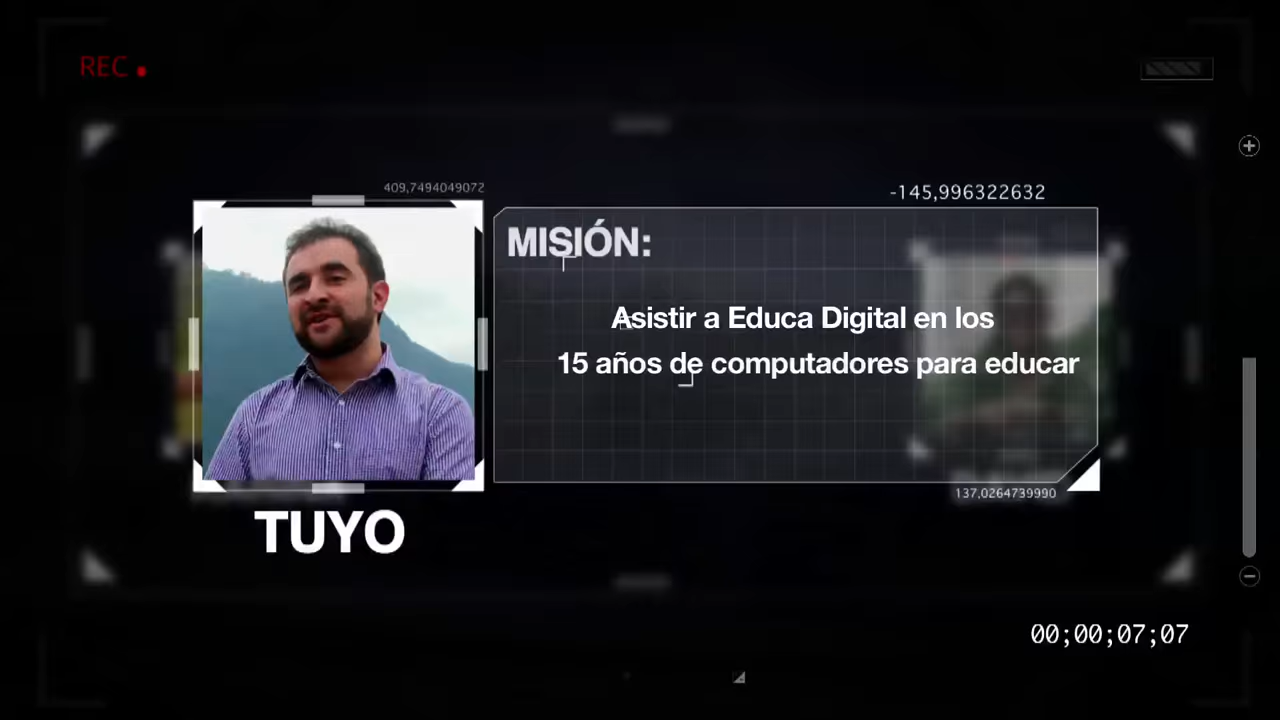 REC
409,7494049072
-145,996322632
MISIÓN:
Asistir a Educa Digital en los
15 años de computadores para educar
137,0264739990
TUYO
00;00;07;07